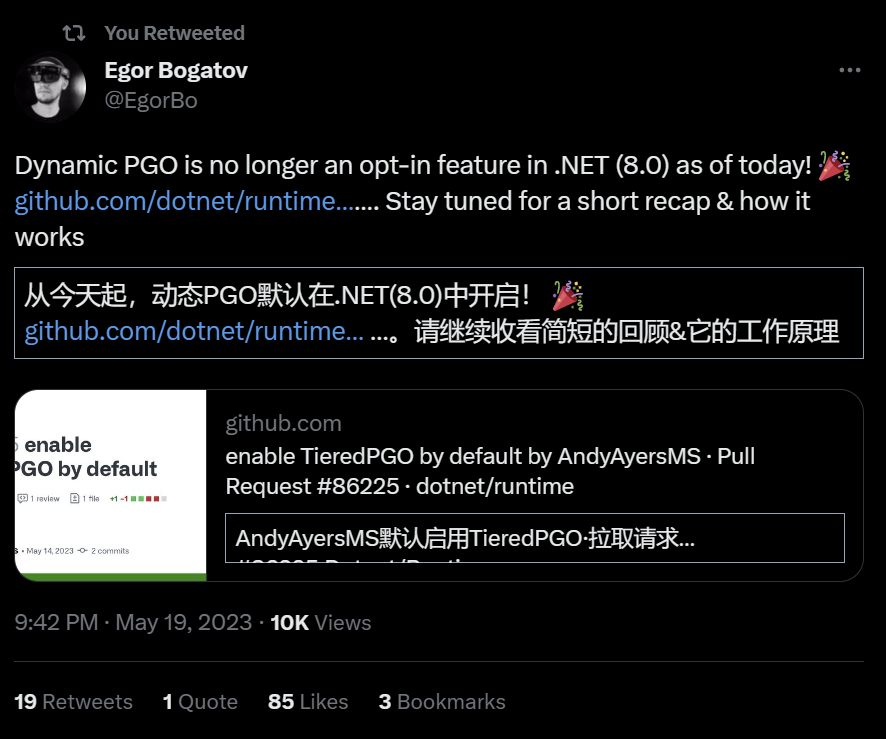 You Retweeted
Egor Bogatov
@EgorBo
Dynamic PGO is no longer an opt-in feature in .NET (8.0) as of today! 🎉
github.com/dotnet/runtime...… Stay tuned for a short recap & how it
works
从今天起，动态PGO默认在.NET(8.0)中开启！ 🎉
github.com/dotnet/runtime... …。请继续收看简短的回顾&它的工作原理
enable
PGO by default
1 review 1 file +1 −1
• May 14, 2023 2 commits
github.com
enable TieredPGO by default by AndyAyersMS · Pull
Request #86225 · dotnet/runtime
AndyAyersMS默认启用TieredPGO·拉取请求...
9:42 PM · May 19, 2023 · 10K Views
19 Retweets 1 Quote 85 Likes 3 Bookmarks